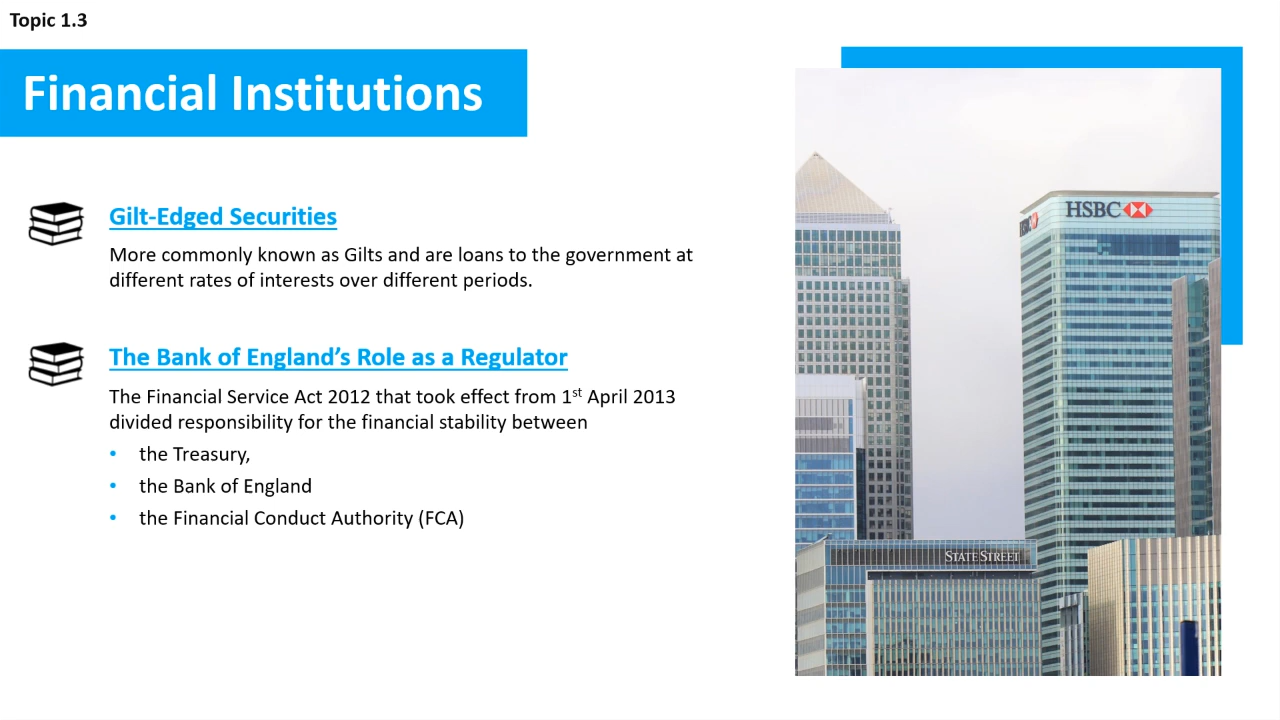 Topic 1.3
Financial Institutions
Gilt-Edged Securities
More commonly known as Gilts and are loans to the government at
different rates of interests over different periods.
The Bank of England’s Role as a Regulator
The Financial Service Act 2012 that took effect from 1st April 2013
divided responsibility for the financial stability between
• the Treasury,
• the Bank of England
• the Financial Conduct Authority (FCA)
HSBC
STATE STREET